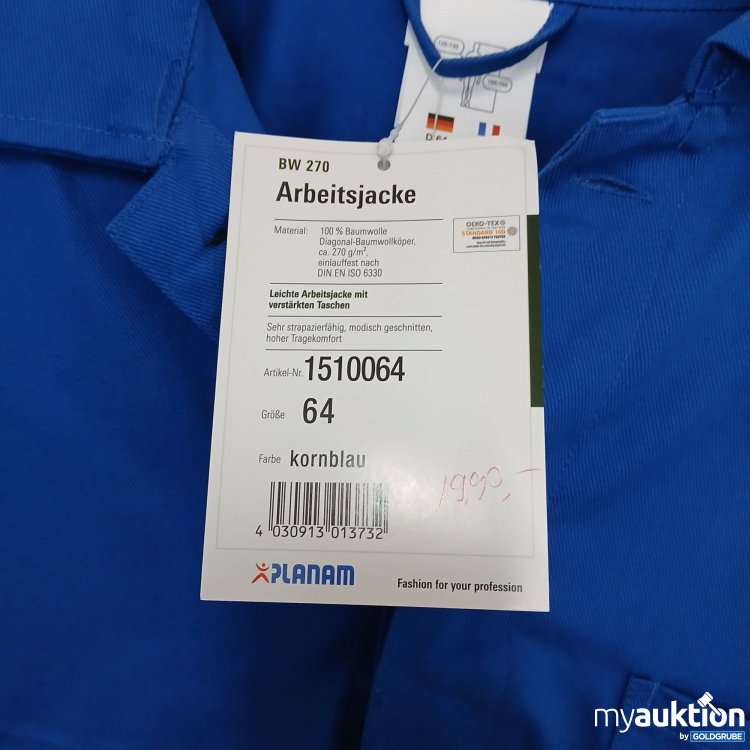 BW 270
Arbeitsjacke
Material: 100 % Baumwolle
Diagonal-Baumwollköper,
ca. 270 g/m²,
einlauffest nach
DIN EN ISO 6330
OEKO-TEX®
STANDARD 100
Leichte Arbeitsjacke mit
verstärkten Taschen
Sehr strapazierfähig, modisch geschnitten,
hoher Tragekomfort
Artikel-Nr. 1510064
Größe 64
Farbe kornblau
19,90,-
4 030913 013732
PLANAM
Fashion for your profession
myauktion
by GOLDGRUBE